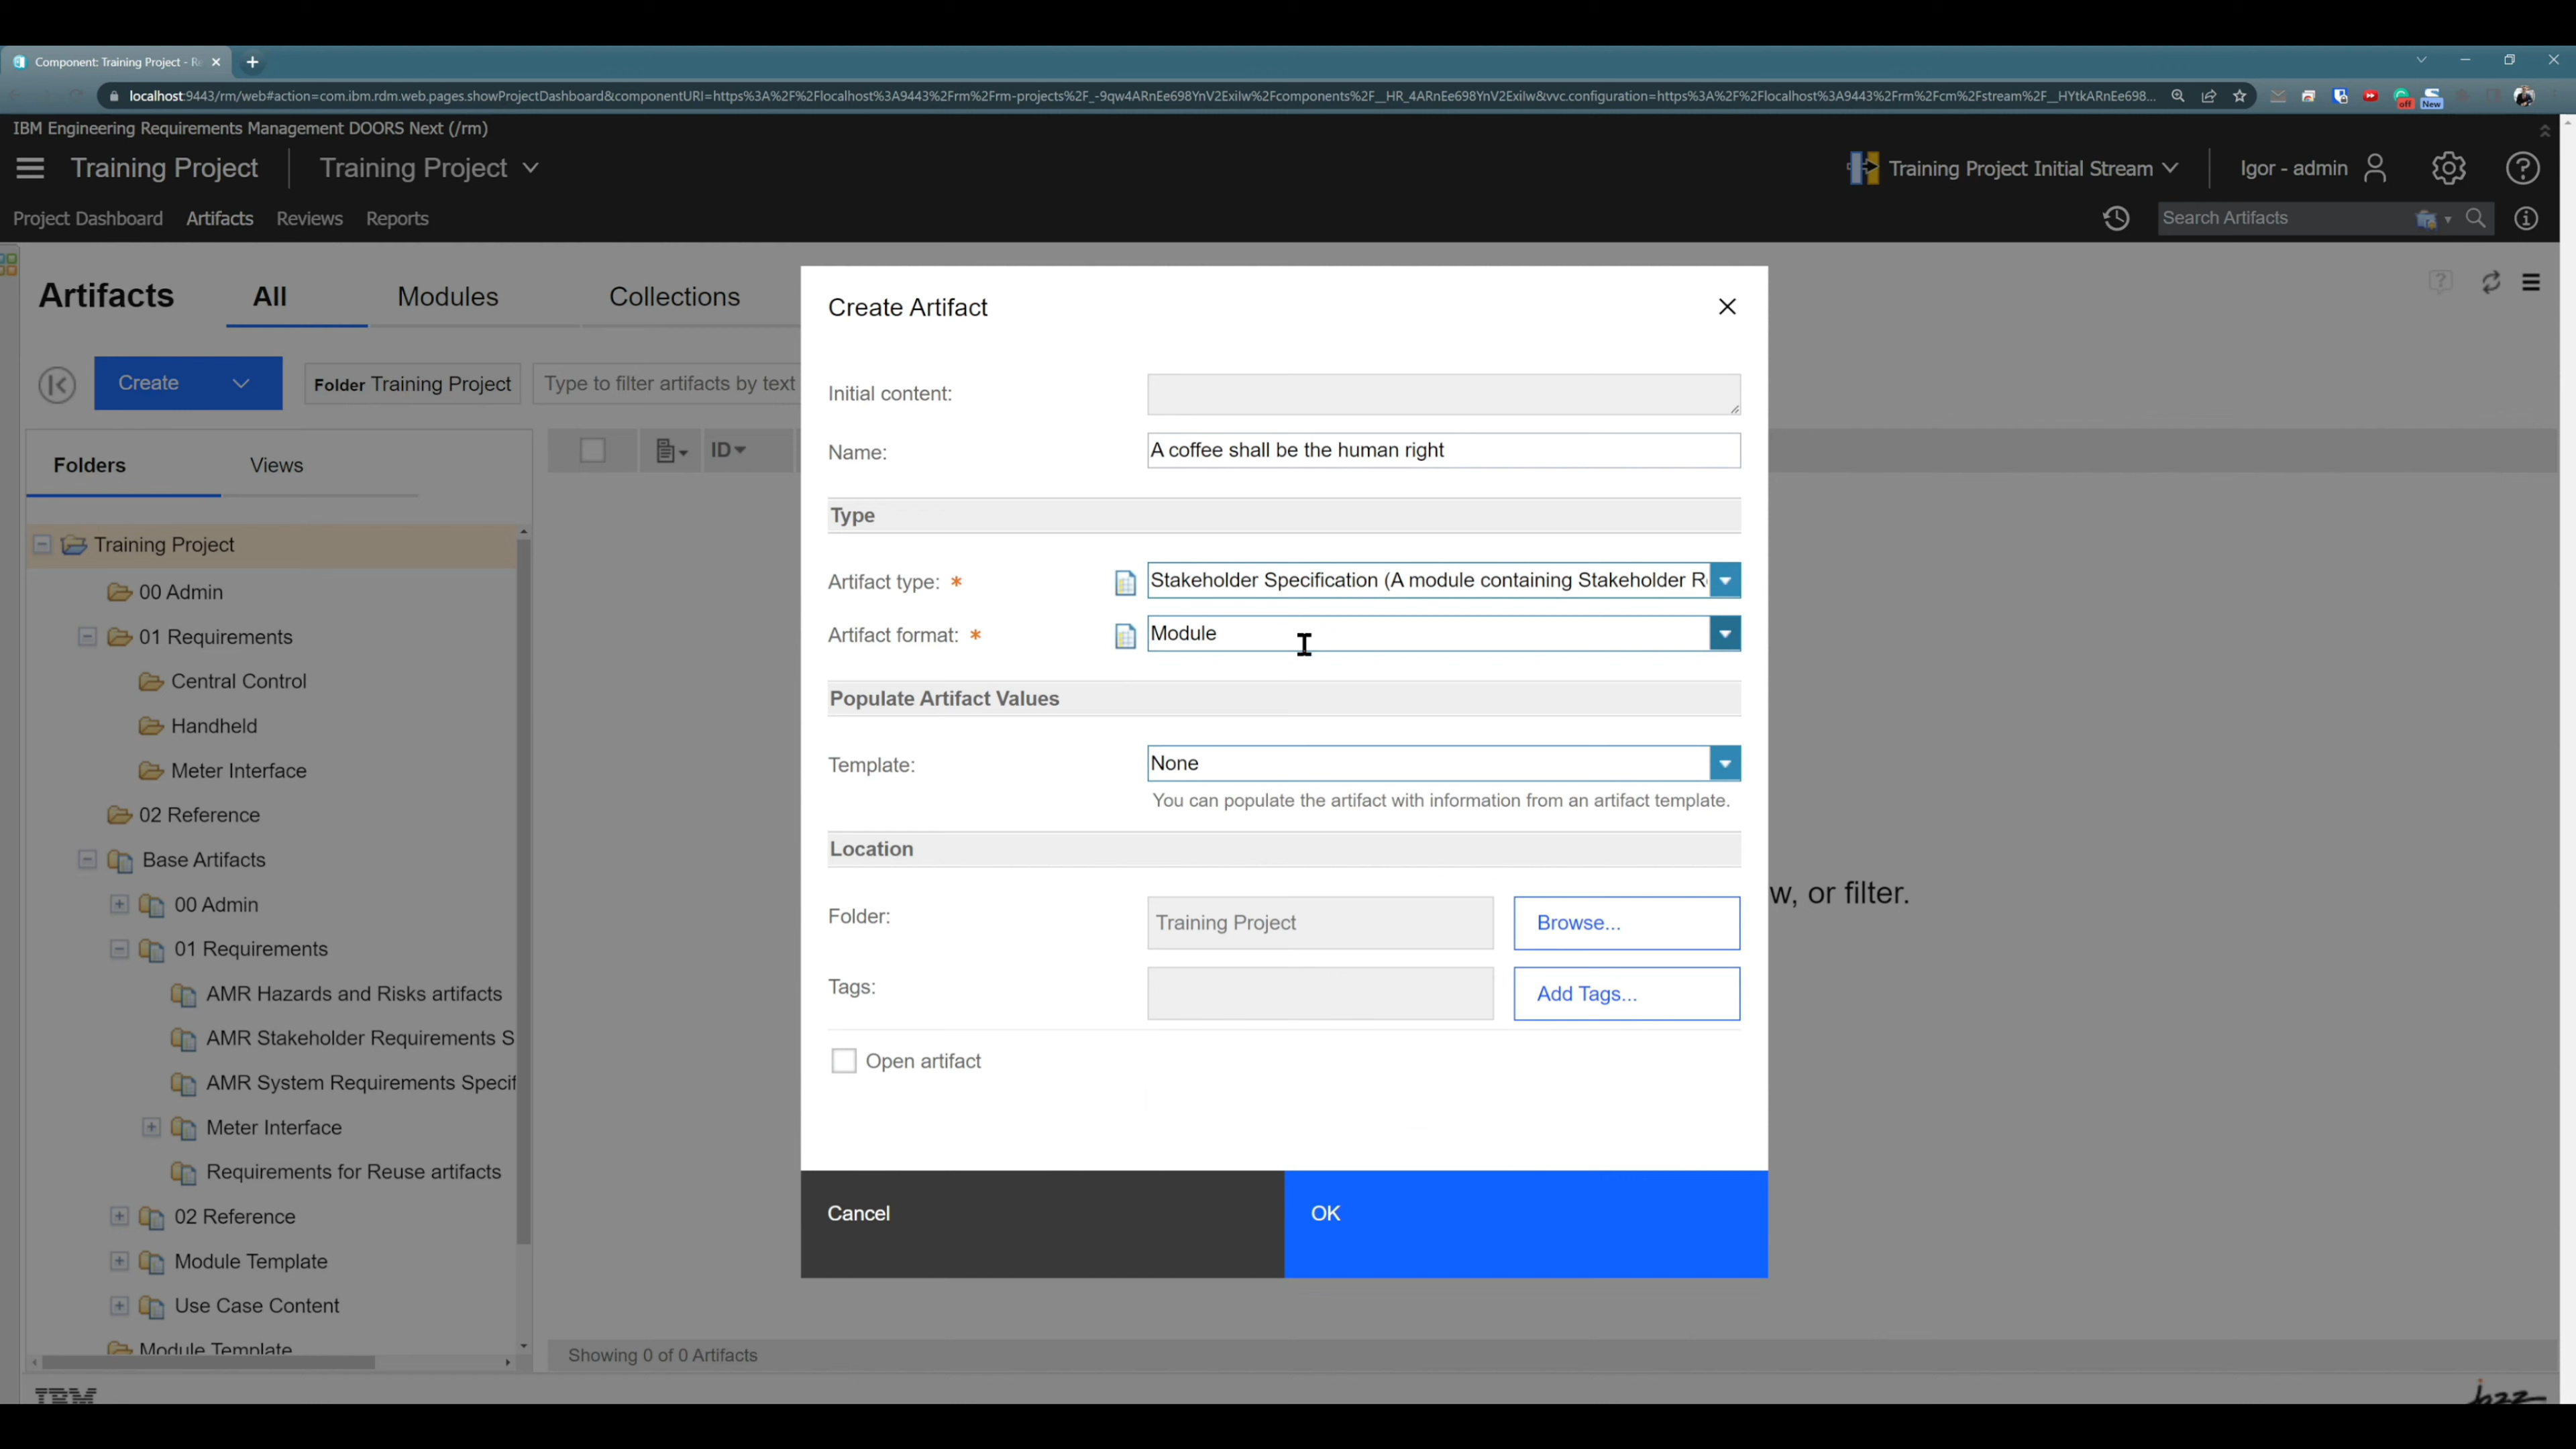 Component: Training Project - Re
localhost:9443/rm/web#action=com.ibm.rdm.web.pages.showProjectDashboard&componentURI=https%3A%2F%2Flocalhost%3A9443%2Frm%2Frm-projects%2F_-9qw4ARnEe698YnV2Exilw%2Fcomponents%2F__HR_4ARnEe698YnV2Exilw&vvc.configuration=https%3A%2F%2Flocalhost%3A9443%2Frm%2Fcm%2Fstream%2F__HYtkARnEe698...
off
New
IBM Engineering Requirements Management DOORS Next (/rm)
Training Project
Training Project
Training Project Initial Stream
Igor - admin
Project Dashboard
Artifacts
Reviews
Reports
Search Artifacts
Artifacts
All
Modules
Collections
Create
Folder Training Project
Type to filter artifacts by text
Folders
Views
ID
Training Project
00 Admin
01 Requirements
Central Control
Handheld
Meter Interface
02 Reference
Base Artifacts
00 Admin
01 Requirements
AMR Hazards and Risks artifacts
AMR Stakeholder Requirements S
AMR System Requirements Specif
Meter Interface
Requirements for Reuse artifacts
02 Reference
Module Template
Use Case Content
Module Template
Create Artifact
Initial content:
Name:
A coffee shall be the human right
Type
Artifact type: *
Stakeholder Specification (A module containing Stakeholder R
Artifact format: *
Module
Populate Artifact Values
Template:
None
You can populate the artifact with information from an artifact template.
Location
Folder:
Training Project
Browse...
Tags:
Add Tags...
Open artifact
Cancel
OK
w, or filter.
Showing 0 of 0 Artifacts
IBM
jazz